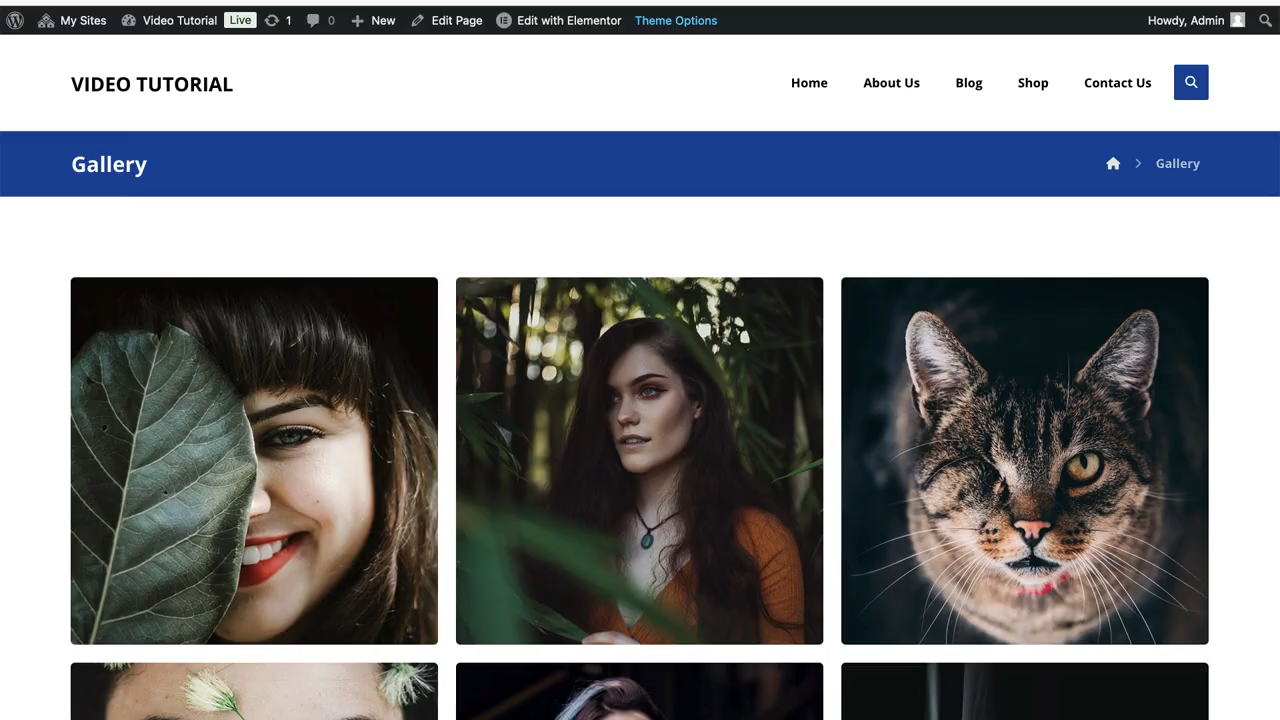 My Sites Video Tutorial Live 1 0 New Edit Page Edit with Elementor Theme Options Howdy, Admin
VIDEO TUTORIAL Home About Us Blog Shop Contact Us
Gallery Gallery